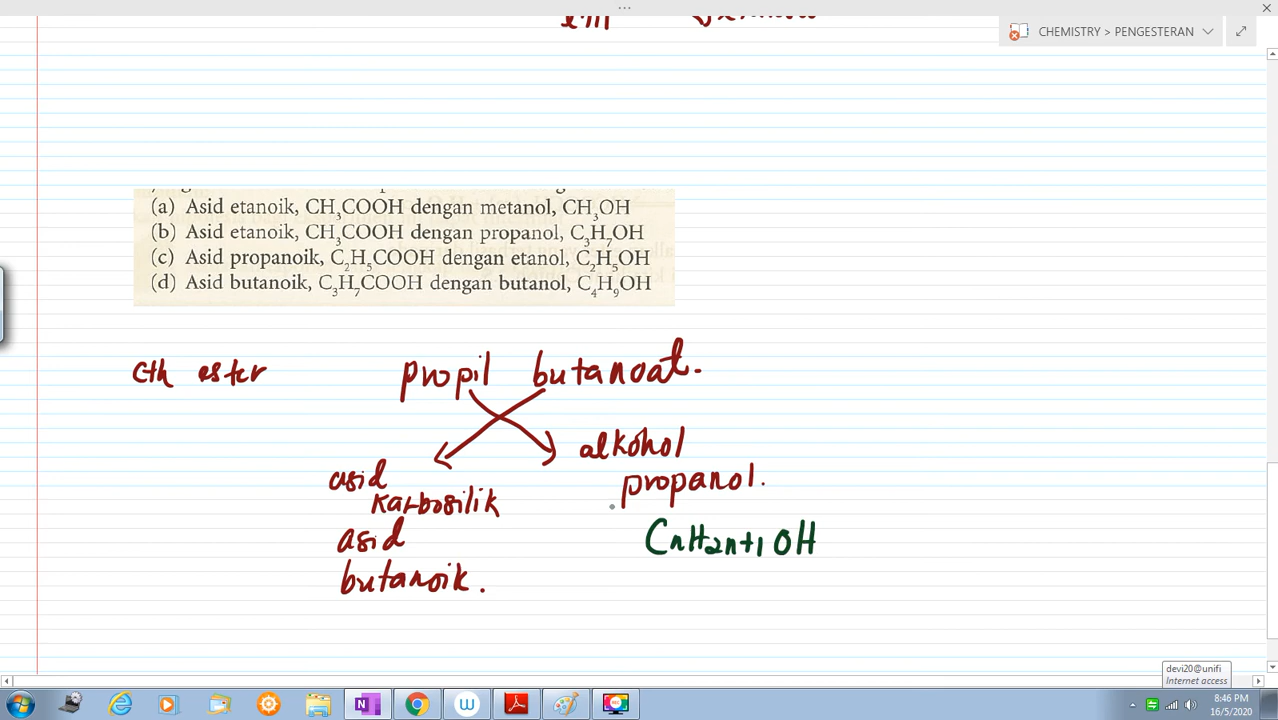 CHEMISTRY > PENGESTERAN
(a) Asid etanoik, CH₃COOH dengan metanol, CH₃OH
(b) Asid etanoik, CH₃COOH dengan propanol, C₃H₇OH
(c) Asid propanoik, C₂H₅COOH dengan etanol, C₂H₅OH
(d) Asid butanoik, C₃H₇COOH dengan butanol, C₄H₉OH
Cth ester propil butanoat.
alkohol
asid
propanol.
karbosilik
asid
CnH2n+1 OH
butanoik.
devi20@unifi
Internet access
8:46 PM
16/5/2020